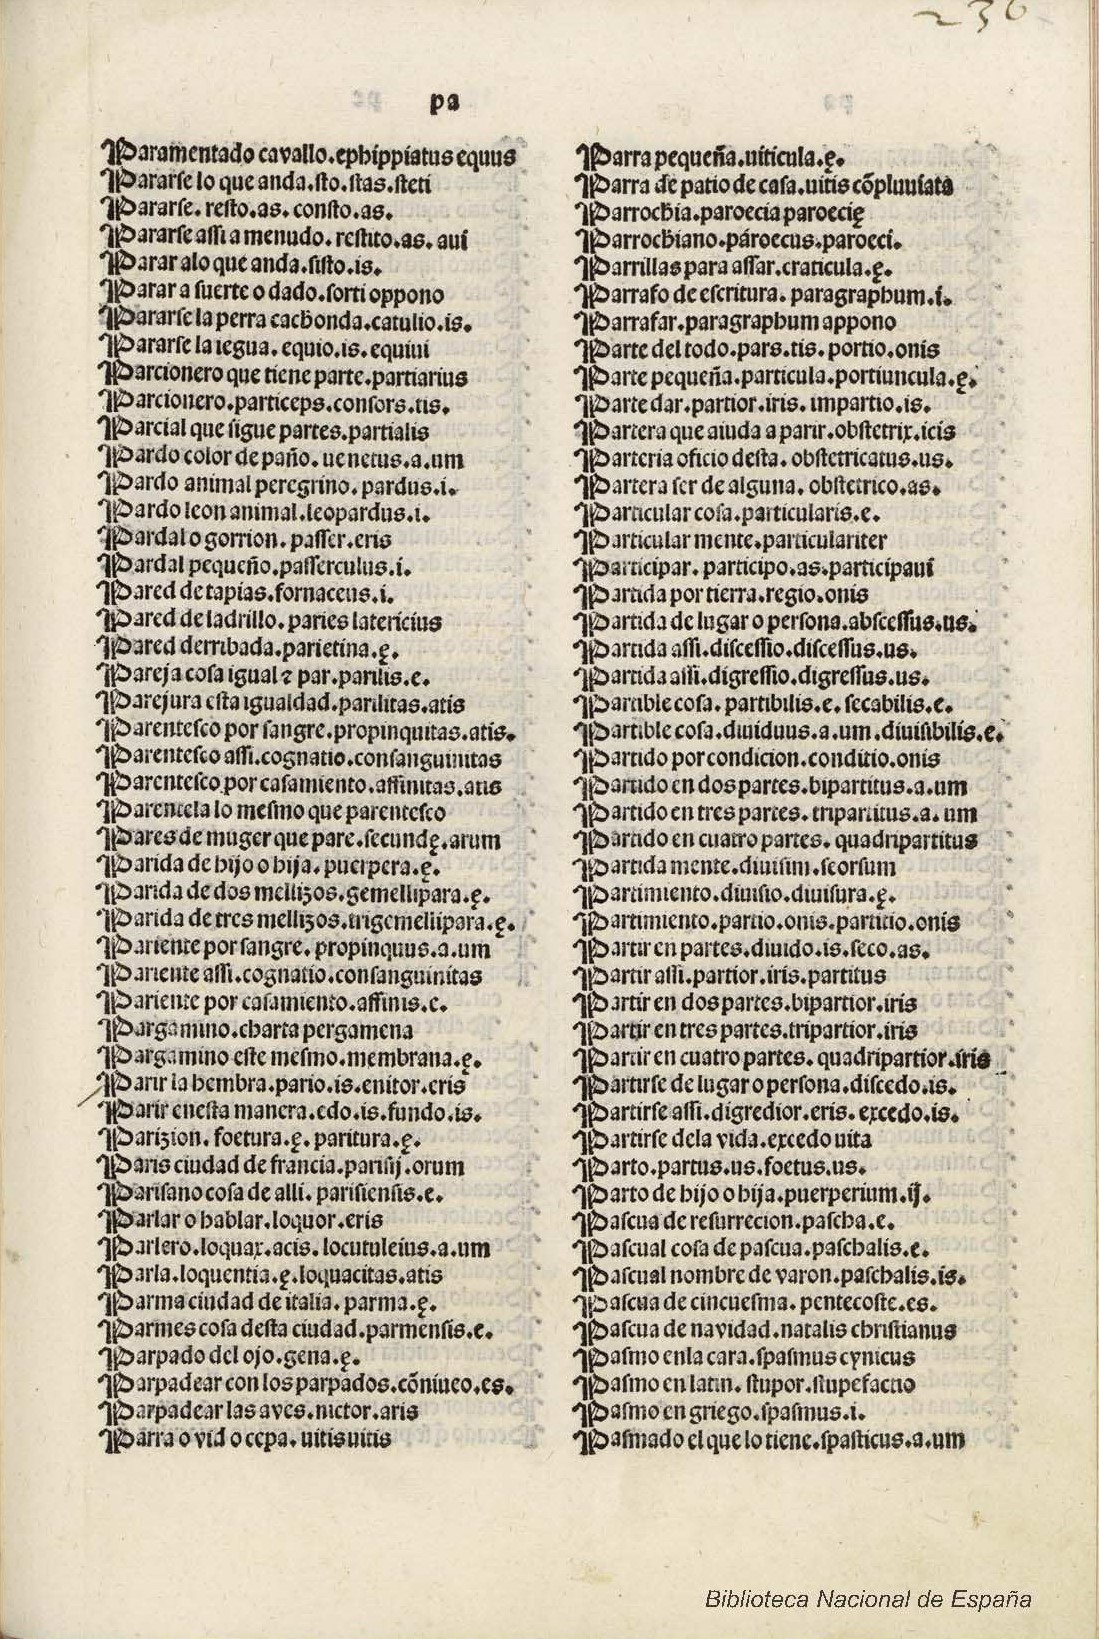 236
pa
Paramentado cavallo.ephippiatus equus
Pararse lo que anda.sto.stas.steti
Pararse. resto.as. consto.as.
Pararse assi a menudo. restito.as. aui
Parar alo que anda.sisto.is.
Parar a suerte o dado.sorti oppono
Pararse la perra cachonda.catulio.is.
Pararse la iegua. equio.is. equiui
Parcionero que tiene parte.partiarius
Parcionero.particeps.consors.tis.
Parcial que sigue partes.partialis
Pardo color de paño. uenetus.a.um
Pardo animal peregrino. pardus.i.
Pardo leon animal.leopardus.i.
Pardal o gorrion. passer.eris
Pardal pequeño.passerculus.i.
Pared de tapias.fornaceus.i.
Pared de ladrillo. paries latericius
Pared derribada.parietina.ę.
Pareja cosa igual ⁊ par.parilis.e.
Parejura esta igualdad.parilitas.atis
Parentesco por sangre.propinquitas.atis.
Parentesco assi.cognatio.consanguinitas
Parentesco por casamiento.affinitas.atis
Parentela lo mesmo que parentesco
Pares de muger que pare.secundę.arum
Parida de hijo o hija. puerpera.ę.
Parida de dos mellizos.gemellipara.ę.
Parida de tres mellizos.trigemellipara.ę.
Pariente por sangre. propinquus.a.um
Pariente assi.cognatio.consanguinitas
Pariente por casamiento.affinis.e.
Pargamino.charta pergamena
Pargamino este mesmo.membrana.ę.
Parir la hembra.pario.is.enitor.eris
Parir enesta manera.edo.is.fundo.is.
Parizion. foetura.ę. paritura.ę.
Paris ciudad de francia.parisij.orum
Parisano cosa de alli. parisiensis.e.
Parlar o hablar.loquor.eris
Parlero.loquax.acis. locutuleius.a.um
Parla.loquentia.ę.loquacitas.atis
Parma ciudad de italia. parma.ę.
Parmes cosa desta ciudad.parmensis.e.
Parpado del ojo.gena.ę.
Parpadear con los parpados.cõniueo.es.
Parpadear las aves.nictor.aris
Parra o vid o cepa. uitis uitis
Parra pequeña.uiticula.ę.
Parra de patio de casa.uitis cõpluuiata
Parrochia.paroecia paroecię
Parrochiano.paroecus.paroeci.
Parrillas para assar.craticula.ę.
Parrafo de escritura. paragraphum.i.
Parrafar.paragraphum appono
Parte del todo.pars.tis. portio.onis
Parte pequeña.particula.portiuncula.ę.
Parte dar.partior.iris. impartio.is.
Partera que aiuda a parir.obstetrix.icis
Parteria oficio desta. obstetricatus.us.
Partera ser de alguna. obstetrico.as.
Particular cosa.particularis.e.
Particular mente.particulariter
Participar. participo.as.participaui
Partida por tierra.regio.onis
Partida de lugar o persona.abscessus.us.
Partida assi.discessio.discessus.us.
Partida assi.digressio.digressus.us.
Partible cosa. partibilis.e. secabilis.e.
Partible cosa.diuiduus.a.um.diuisibilis.e.
Partido por condicion.conditio.onis
Partido en dos partes.bipartitus.a.um
Partido en tres partes. tripartitus.a.um
Partido en cuatro partes. quadripartitus
Partida mente.diuisim.seorsum
Partimiento.diuisio.diuisura.ę.
Partimiento.partio.onis.partitio.onis
Partir en partes.diuido.is.seco.as.
Partir assi.partior.iris.partitus
Partir en dos partes.bipartior.iris
Partir en tres partes.tripartior.iris
Partir en cuatro partes. quadripartior.iris
Partirse de lugar o persona.discedo.is.
Partirse assi.digredior.eris. excedo.is.
Partirse dela vida.excedo uita
Parto.partus.us.foetus.us.
Parto de hijo o hija.puerperium.ij.
Pascua de resurrecion.pascha.e.
Pascual cosa de pascua.paschalis.e.
Pascual nombre de varon.paschalis.is.
Pascua de cincuesma. pentecoste.es.
Pascua de navidad.natalis christianus
Pasmo enla cara.spasmus cynicus
Pasmo en latin. stupor.stupefactio
Pasmo en griego.spasmus.i.
Pasmado el que lo tiene.spasticus.a.um
Biblioteca Nacional de España